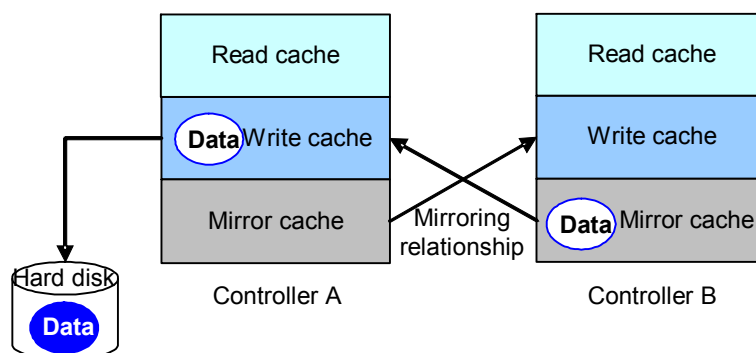 Read cache
Data Write cache
Mirror cache
Controller A
Mirroring
relationship
Read cache
Write cache
Data Mirror cache
Controller B
Hard disk
Data